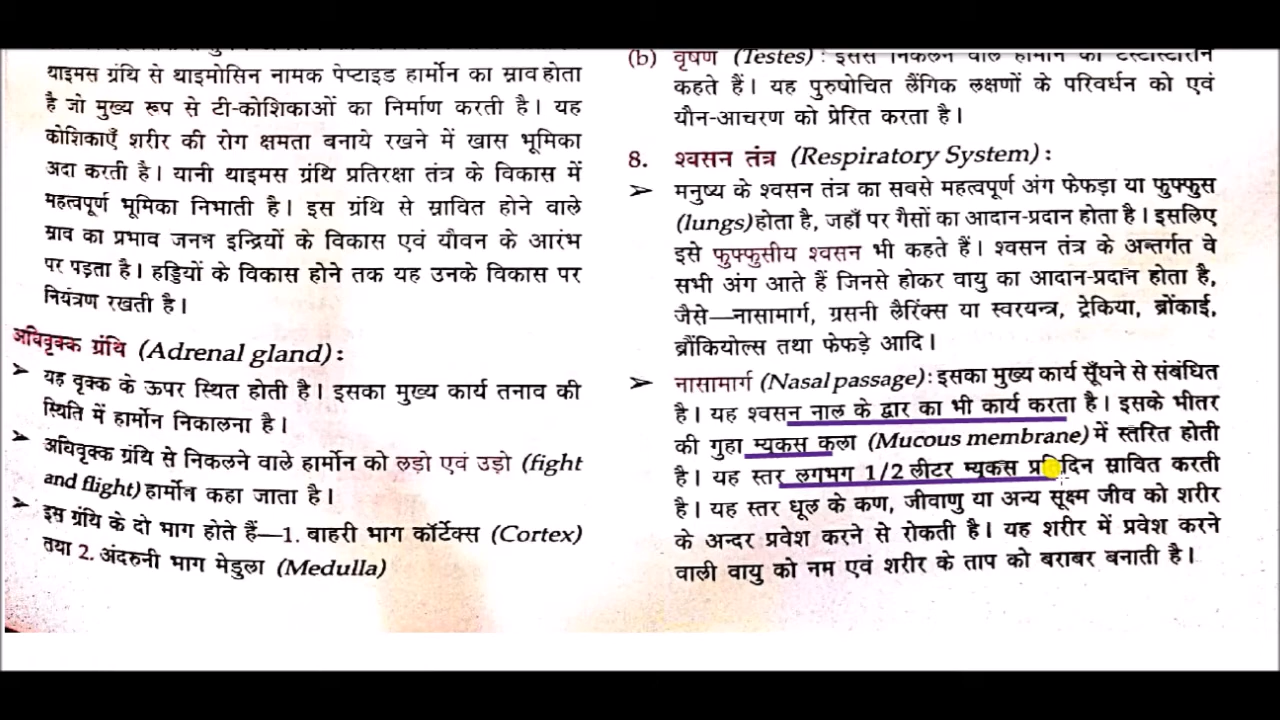 थाइमस ग्रंथि से थाइमोसिन नामक पेप्टाइड हार्मोन का स्राव होता
है जो मुख्य रूप से टी-कोशिकाओं का निर्माण करती है। यह
कोशिकाएँ शरीर की रोग क्षमता बनाये रखने में खास भूमिका
अदा करती है। यानी थाइमस ग्रंथि प्रतिरक्षा तंत्र के विकास में
महत्वपूर्ण भूमिका निभाती है। इस ग्रंथि से स्रावित होने वाले
स्राव का प्रभाव जनन इन्द्रियों के विकास एवं यौवन के आरंभ
पर पड़ता है। हड्डियों के विकास होने तक यह उनके विकास पर
नियंत्रण रखती है।
अधिवृक्क ग्रंथि (Adrenal gland) :
➤ यह वृक्क के ऊपर स्थित होती है। इसका मुख्य कार्य तनाव की
स्थिति में हार्मोन निकालना है।
➤ अधिवृक्क ग्रंथि से निकलने वाले हार्मोन को लड़ो एवं उड़ो (fight
and flight) हार्मोन कहा जाता है।
➤ इस ग्रंथि के दो भाग होते हैं—1. बाहरी भाग कॉर्टेक्स (Cortex)
तथा 2. अंदरुनी भाग मेडुला (Medulla)
(b) वृषण (Testes) : इससे निकलने वाले हार्मोन को टेस्टोस्टेरॉन
कहते हैं। यह पुरुषोचित लैंगिक लक्षणों के परिवर्धन को एवं
यौन-आचरण को प्रेरित करता है।
8. श्वसन तंत्र (Respiratory System) :
➤ मनुष्य के श्वसन तंत्र का सबसे महत्वपूर्ण अंग फेफड़ा या फुफ्फुस
(lungs) होता है, जहाँ पर गैसों का आदान-प्रदान होता है। इसलिए
इसे फुफ्फुसीय श्वसन भी कहते हैं। श्वसन तंत्र के अन्तर्गत वे
सभी अंग आते हैं जिनसे होकर वायु का आदान-प्रदान होता है,
जैसे—नासामार्ग, ग्रसनी लैरिंक्स या स्वरयन्त्र, ट्रेकिया, ब्रोंकाई,
ब्रौंकियोल्स तथा फेफड़े आदि।
➤ नासामार्ग (Nasal passage) : इसका मुख्य कार्य सूँघने से संबंधित
है। यह श्वसन नाल के द्वार का भी कार्य करता है। इसके भीतर
की गुहा म्यूकस कला (Mucous membrane) में स्तरित होती
है। यह स्तर लगभग 1/2 लीटर म्यूकस प्रतिदिन स्रावित करती
है। यह स्तर धूल के कण, जीवाणु या अन्य सूक्ष्म जीव को शरीर
के अन्दर प्रवेश करने से रोकती है। यह शरीर में प्रवेश करने
वाली वायु को नम एवं शरीर के ताप को बराबर बनाती है।